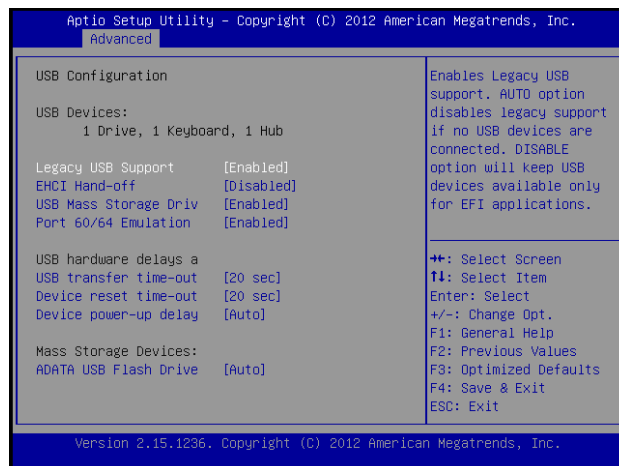 Aptio Setup Utility – Copyright (C) 2012 American Megatrends, Inc.
Advanced
USB Configuration
USB Devices:
1 Drive, 1 Keyboard, 1 Hub
Legacy USB Support [Enabled]
EHCI Hand-off [Disabled]
USB Mass Storage Driv [Enabled]
Port 60/64 Emulation [Enabled]
USB hardware delays a
USB transfer time-out [20 sec]
Device reset time-out [20 sec]
Device power-up delay [Auto]
Mass Storage Devices:
ADATA USB Flash Drive [Auto]
Enables Legacy USB
support. AUTO option
disables legacy support
if no USB devices are
connected. DISABLE
option will keep USB
devices available only
for EFI applications.
→←: Select Screen
↑↓: Select Item
Enter: Select
+/-: Change Opt.
F1: General Help
F2: Previous Values
F3: Optimized Defaults
F4: Save & Exit
ESC: Exit
Version 2.15.1236. Copyright (C) 2012 American Megatrends, Inc.